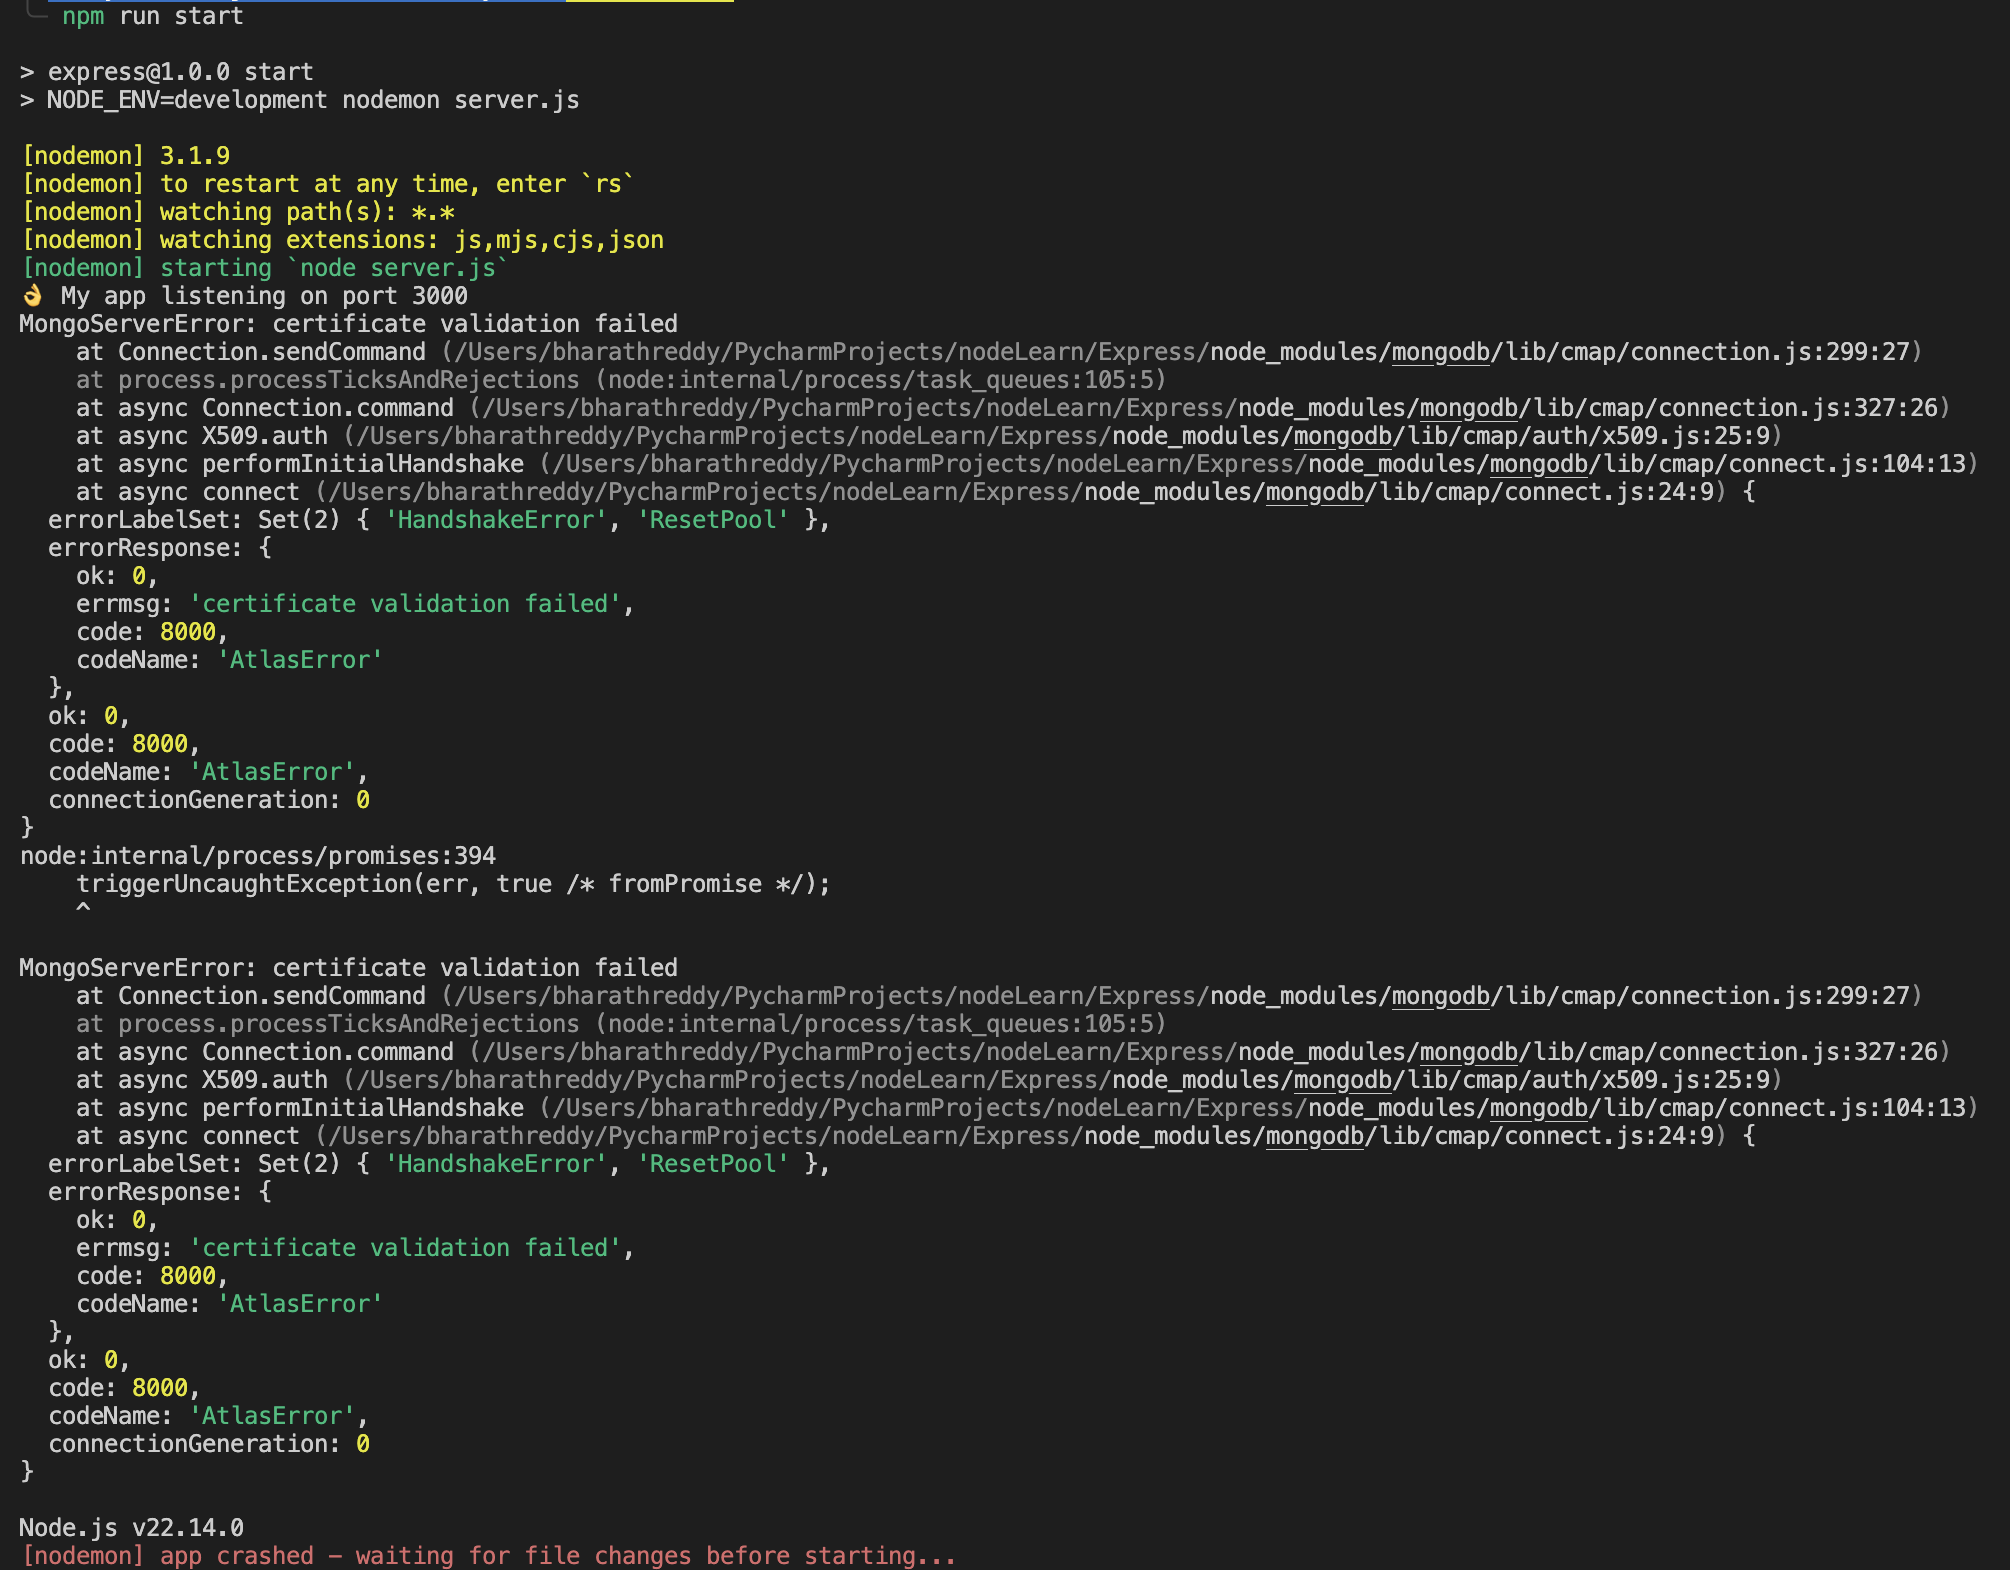 npm run start
> express@1.0.0 start
> NODE_ENV=development nodemon server.js
[nodemon] 3.1.9
[nodemon] to restart at any time, enter `rs`
[nodemon] watching path(s): *.*
[nodemon] watching extensions: js,mjs,cjs,json
[nodemon] starting `node server.js`
👌 My app listening on port 3000
MongoServerError: certificate validation failed
    at Connection.sendCommand (/Users/bharathreddy/PycharmProjects/nodeLearn/Express/node_modules/mongodb/lib/cmap/connection.js:299:27)
    at process.processTicksAndRejections (node:internal/process/task_queues:105:5)
    at async Connection.command (/Users/bharathreddy/PycharmProjects/nodeLearn/Express/node_modules/mongodb/lib/cmap/connection.js:327:26)
    at async X509.auth (/Users/bharathreddy/PycharmProjects/nodeLearn/Express/node_modules/mongodb/lib/cmap/auth/x509.js:25:9)
    at async performInitialHandshake (/Users/bharathreddy/PycharmProjects/nodeLearn/Express/node_modules/mongodb/lib/cmap/connect.js:104:13)
    at async connect (/Users/bharathreddy/PycharmProjects/nodeLearn/Express/node_modules/mongodb/lib/cmap/connect.js:24:9) {
  errorLabelSet: Set(2) { 'HandshakeError', 'ResetPool' },
  errorResponse: {
    ok: 0,
    errmsg: 'certificate validation failed',
    code: 8000,
    codeName: 'AtlasError'
  },
  ok: 0,
  code: 8000,
  codeName: 'AtlasError',
  connectionGeneration: 0
}
node:internal/process/promises:394
    triggerUncaughtException(err, true /* fromPromise */);
    ^
MongoServerError: certificate validation failed
    at Connection.sendCommand (/Users/bharathreddy/PycharmProjects/nodeLearn/Express/node_modules/mongodb/lib/cmap/connection.js:299:27)
    at process.processTicksAndRejections (node:internal/process/task_queues:105:5)
    at async Connection.command (/Users/bharathreddy/PycharmProjects/nodeLearn/Express/node_modules/mongodb/lib/cmap/connection.js:327:26)
    at async X509.auth (/Users/bharathreddy/PycharmProjects/nodeLearn/Express/node_modules/mongodb/lib/cmap/auth/x509.js:25:9)
    at async performInitialHandshake (/Users/bharathreddy/PycharmProjects/nodeLearn/Express/node_modules/mongodb/lib/cmap/connect.js:104:13)
    at async connect (/Users/bharathreddy/PycharmProjects/nodeLearn/Express/node_modules/mongodb/lib/cmap/connect.js:24:9) {
  errorLabelSet: Set(2) { 'HandshakeError', 'ResetPool' },
  errorResponse: {
    ok: 0,
    errmsg: 'certificate validation failed',
    code: 8000,
    codeName: 'AtlasError'
  },
  ok: 0,
  code: 8000,
  codeName: 'AtlasError',
  connectionGeneration: 0
}
Node.js v22.14.0
[nodemon] app crashed - waiting for file changes before starting...